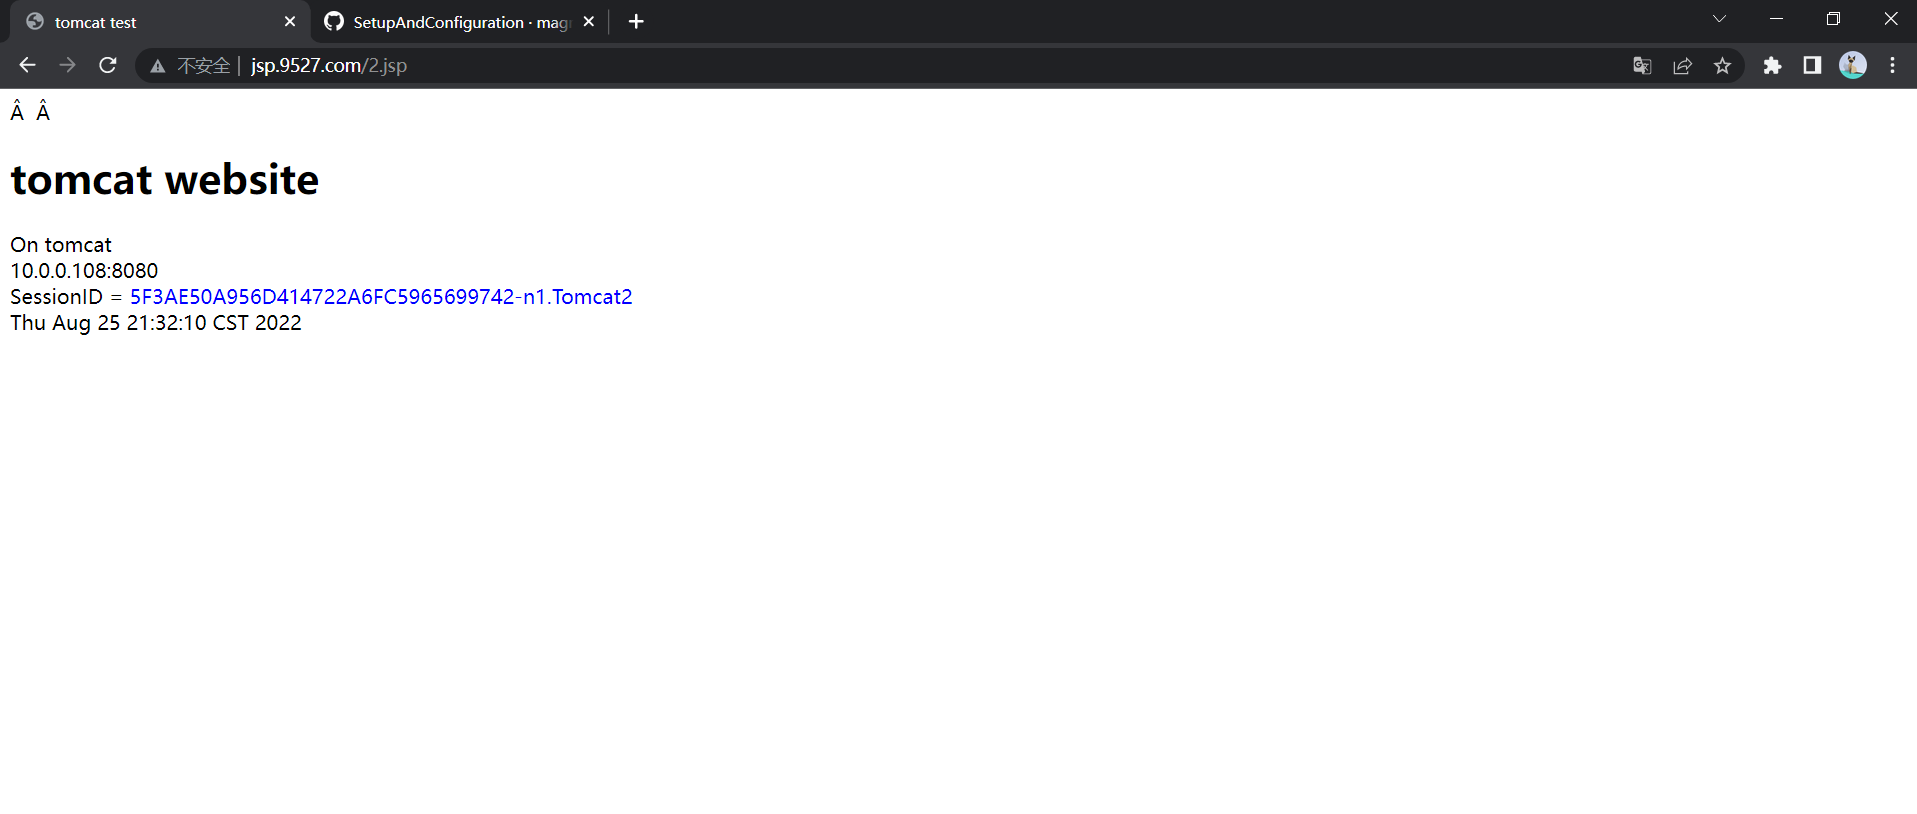 tomcat test
SetupAndConfiguration · mag
不安全 | jsp.9527.com/2.jsp
Â Â
tomcat website
On tomcat
10.0.0.108:8080
SessionID = 5F3AE50A956D414722A6FC5965699742-n1.Tomcat2
Thu Aug 25 21:32:10 CST 2022